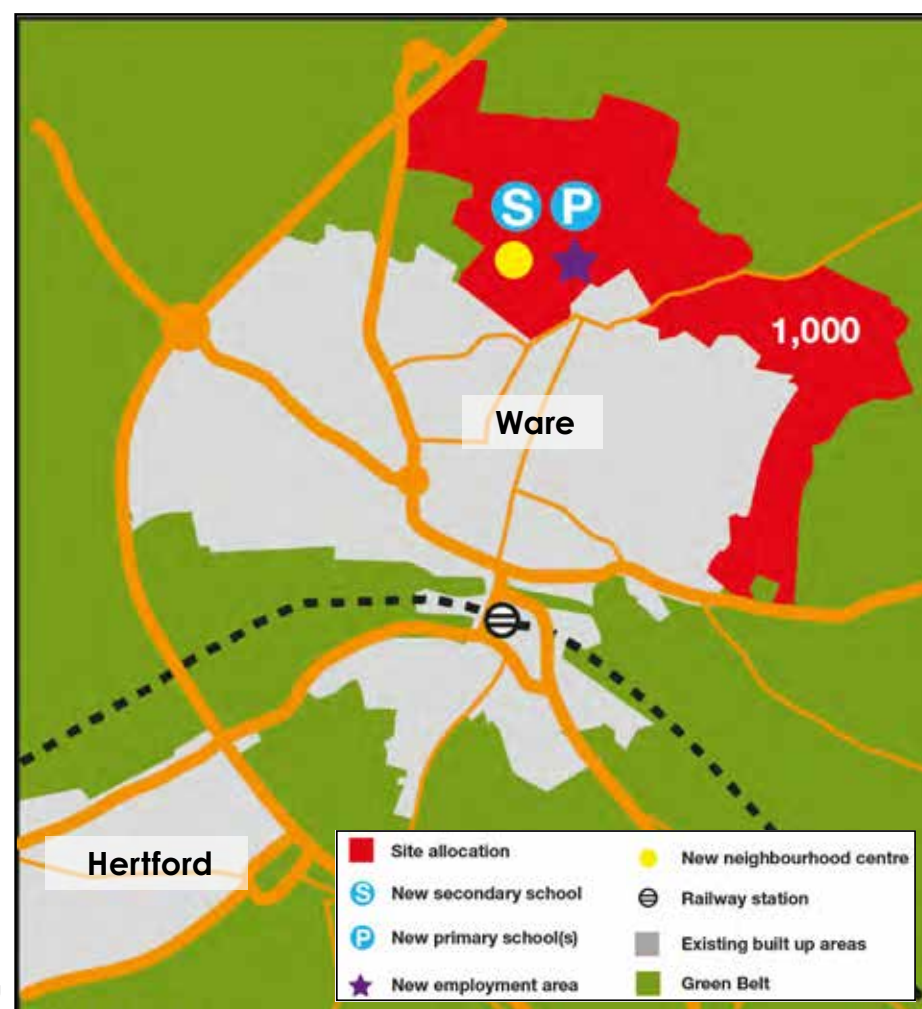 S P
1,000
Ware
Hertford
Site allocation
S New secondary school
P New primary school(s)
New employment area
New neighbourhood centre
Railway station
Existing built up areas
Green Belt